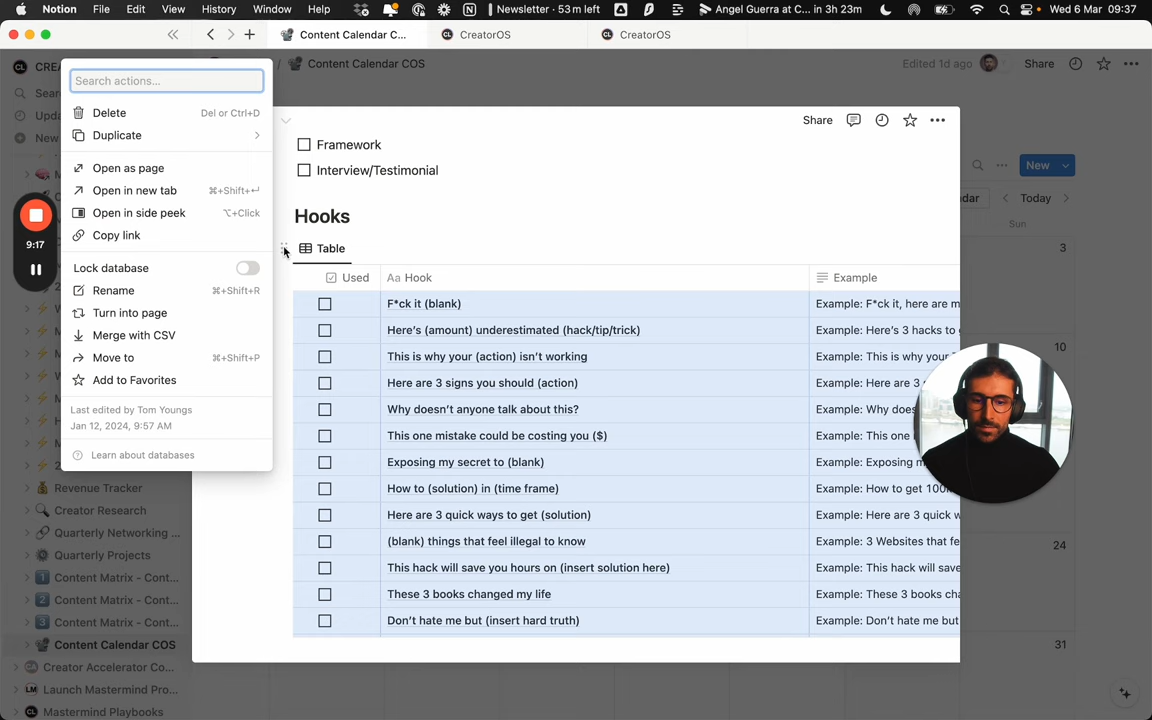 Notion File Edit View History Window Help Newsletter · 53 m left Angel Guerra at C... in 3h 23m Wed 6 Mar 09:37
Content Calendar C... CreatorOS CreatorOS
CRE
/ Content Calendar COS
Edited 1d ago Share
Sear
Upda
New
Search actions...
Delete Del or Ctrl+D
Duplicate
Open as page
Open in new tab ⌘+Shift+↵
Open in side peek ⌥+Click
Copy link
Lock database
Rename ⌘+Shift+R
Turn into page
Merge with CSV
Move to ⌘+Shift+P
Add to Favorites
Last edited by Tom Youngs
Jan 12, 2024, 9:57 AM
Learn about databases
9:17
Revenue Tracker
Creator Research
Quarterly Networking ...
Quarterly Projects
1 Content Matrix - Cont...
2 Content Matrix - Cont...
3 Content Matrix - Cont...
Content Calendar COS
CA Creator Accelerator Co...
LM Launch Mastermind Pro...
CL Mastermind Playbooks
Share
Framework
Interview/Testimonial
Hooks
Table
Used Aa Hook Example
F*ck it (blank) Example: F*ck it, here are m
Here's (amount) underestimated (hack/tip/trick) Example: Here's 3 hacks to
This is why your (action) isn't working Example: This is why your
Here are 3 signs you should (action) Example: Here are 3
Why doesn't anyone talk about this? Example: Why does
This one mistake could be costing you ($) Example: This one
Exposing my secret to (blank) Example: Exposing m
How to (solution) in (time frame) Example: How to get 100
Here are 3 quick ways to get (solution) Example: Here are 3 quick w
(blank) things that feel illegal to know Example: 3 Websites that fe
This hack will save you hours on (insert solution here) Example: This hack will save
These 3 books changed my life Example: These 3 books cha
Don't hate me but (insert hard truth) Example: Don't hate me but
New
dar Today
Sun
3
10
24
31